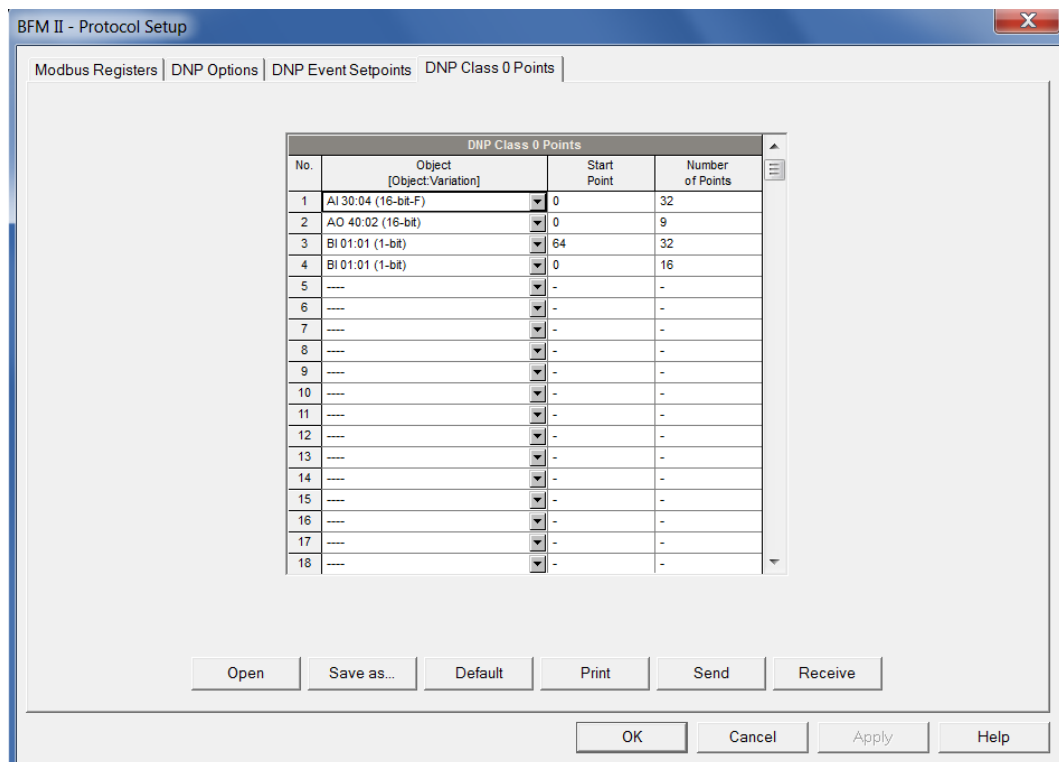 BFM II - Protocol Setup
Modbus Registers DNP Options DNP Event Setpoints DNP Class 0 Points
DNP Class 0 Points
No. Object Start Number
[Object:Variation] Point of Points
1 AI 30:04 (16-bit-F) 0 32
2 AO 40:02 (16-bit) 0 9
3 BI 01:01 (1-bit) 64 32
4 BI 01:01 (1-bit) 0 16
5 ---- - -
6 ---- - -
7 ---- - -
8 ---- - -
9 ---- - -
10 ---- - -
11 ---- - -
12 ---- - -
13 ---- - -
14 ---- - -
15 ---- - -
16 ---- - -
17 ---- - -
18 ---- - -
Open Save as... Default Print Send Receive
OK Cancel Apply Help